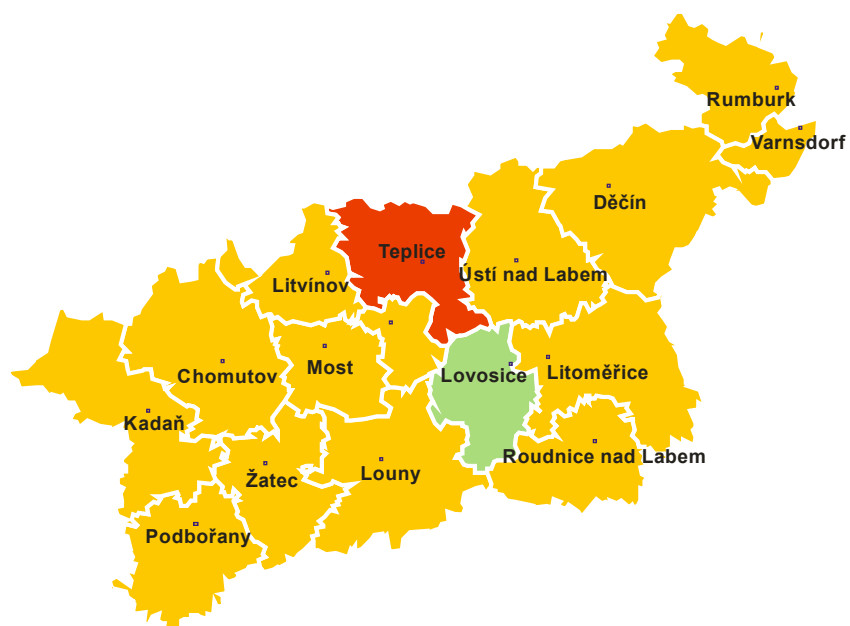 Rumburk
Varnsdorf
Děčín
Teplice
Ústí nad Labem
Litvínov
Most
Lovosice
Litoměřice
Chomutov
Kadaň
Roudnice nad Labem
Žatec
Louny
Podbořany